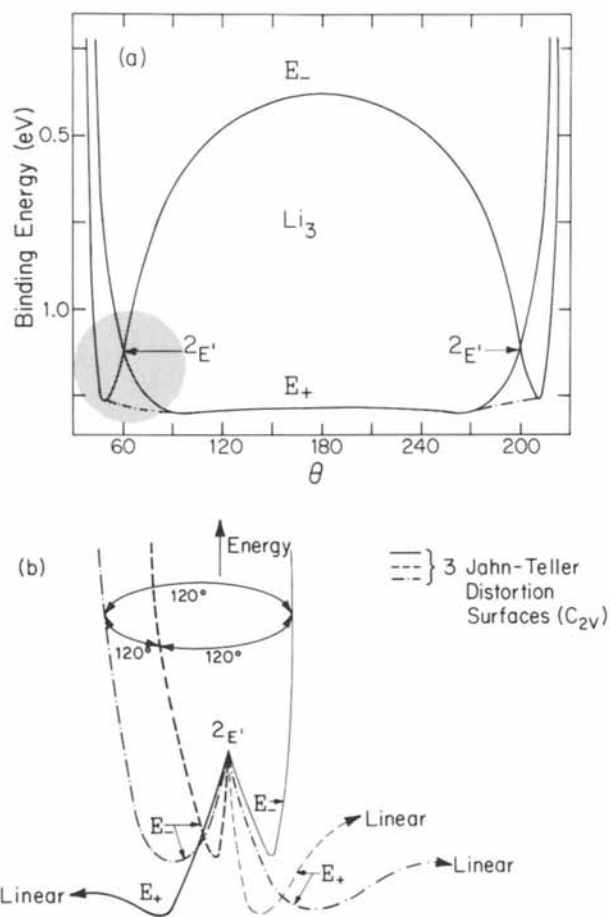 (a)
E₋
0.5
Binding Energy (eV)
Li₃
1.0
²E'
²E'
E₊
60
120
180
240
200
θ
(b)
Energy
3 Jahn-Teller
Distortion
Surfaces (C₂ᵥ)
120°
120°
120°
²E'
E₋
E₋
Linear
Linear
E₊
E₊
Linear